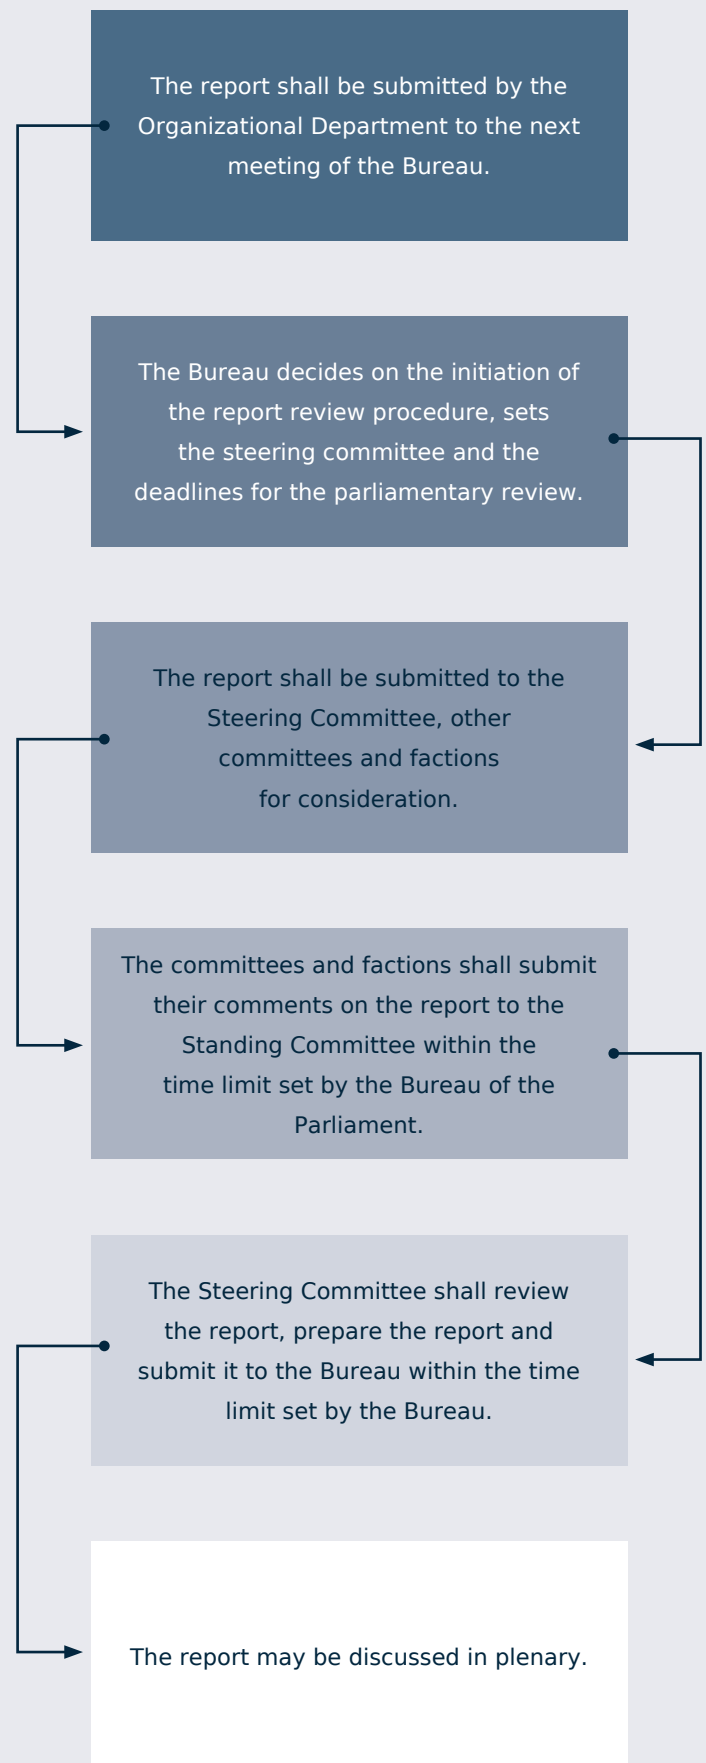 The report shall be submitted by the
Organizational Department to the next
meeting of the Bureau.
The Bureau decides on the initiation of
the report review procedure, sets
the steering committee and the
deadlines for the parliamentary review.
The report shall be submitted to the
Steering Committee, other
committees and factions
for consideration.
The committees and factions shall submit
their comments on the report to the
Standing Committee within the
time limit set by the Bureau of the
Parliament.
The Steering Committee shall review
the report, prepare the report and
submit it to the Bureau within the time
limit set by the Bureau.
The report may be discussed in plenary.